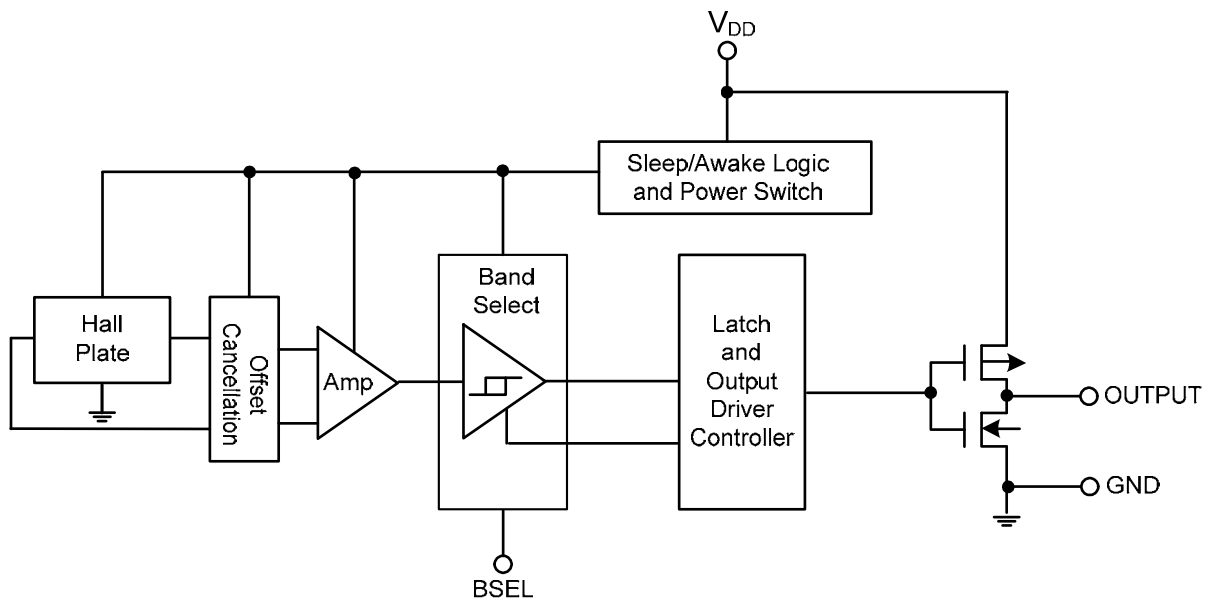 VDD
Sleep/Awake Logic
and Power Switch
Band
Select
Hall
Plate
Offset
Cancellation
Amp
Latch
and
Output
Driver
Controller
OUTPUT
GND
BSEL